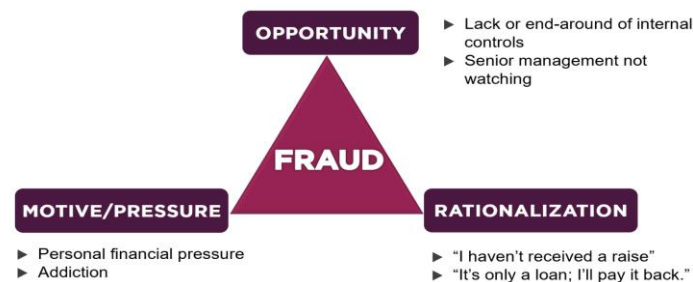 OPPORTUNITY
► Lack or end-around of internal
controls
► Senior management not
watching
FRAUD
MOTIVE/PRESSURE
► Personal financial pressure
► Addiction
RATIONALIZATION
► “I haven’t received a raise”
► “It’s only a loan; I’ll pay it back.”